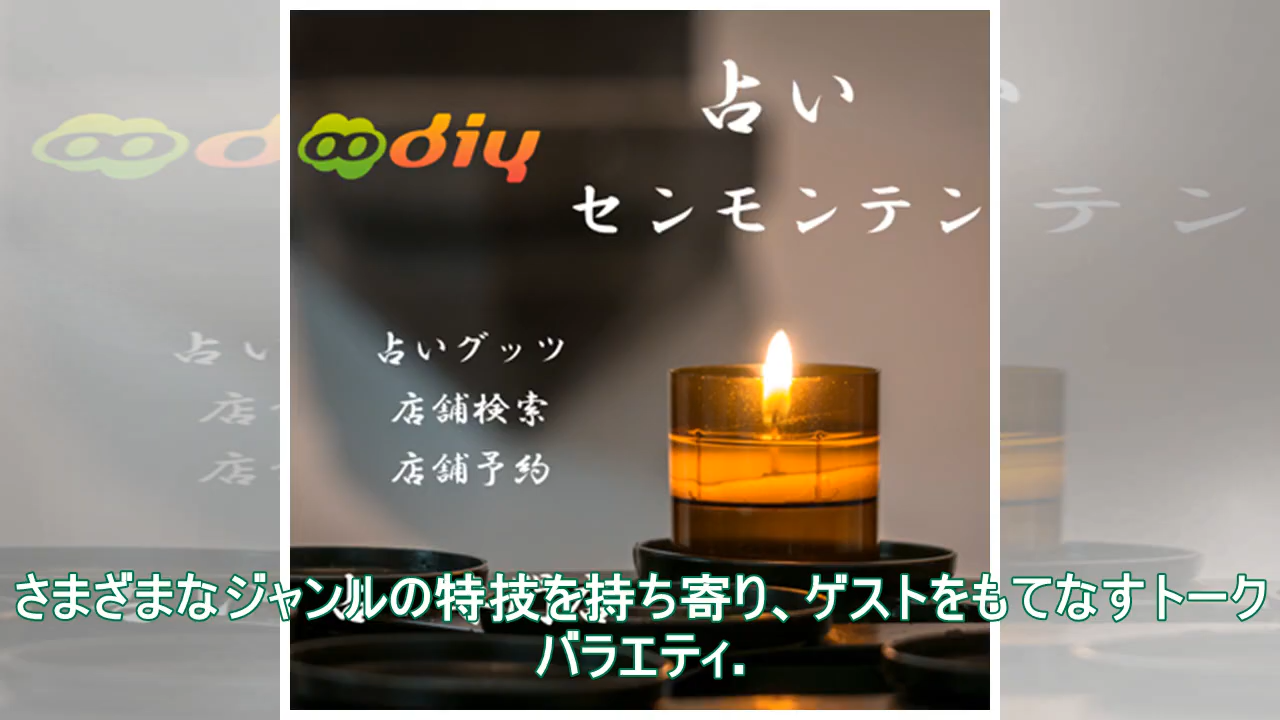 占い
oodiy
センモンテン
占いグッツ
店舗検索
店舗予約
さまざまなジャンルの特技を持ち寄り、ゲストをもてなすトーク
バラエティ.